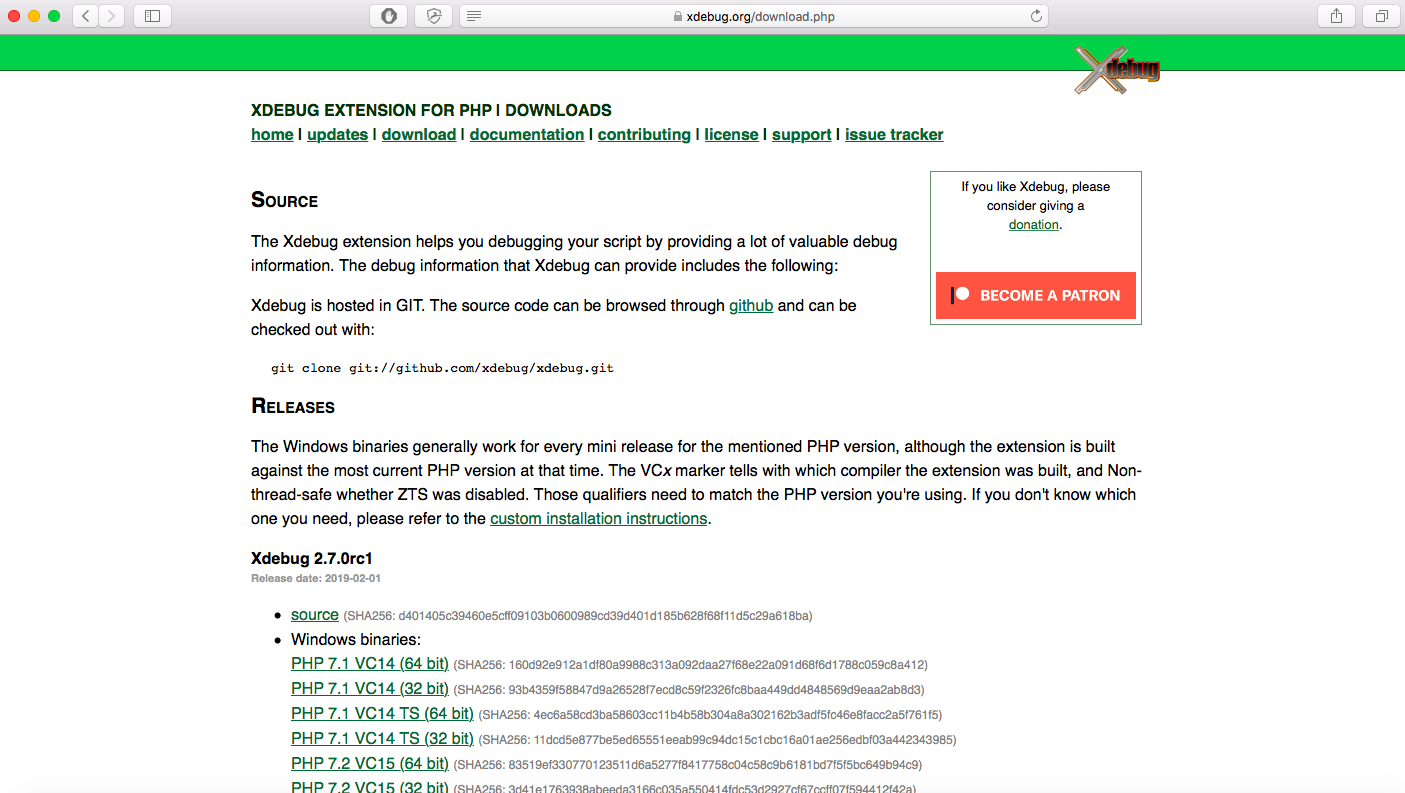 xdebug.org/download.php
Xdebug
XDEBUG EXTENSION FOR PHP | DOWNLOADS
home | updates | download | documentation | contributing | license | support | issue tracker
If you like Xdebug, please
consider giving a
donation.
BECOME A PATRON
SOURCE
The Xdebug extension helps you debugging your script by providing a lot of valuable debug
information. The debug information that Xdebug can provide includes the following:
Xdebug is hosted in GIT. The source code can be browsed through github and can be
checked out with:
git clone git://github.com/xdebug/xdebug.git
RELEASES
The Windows binaries generally work for every mini release for the mentioned PHP version, although the extension is built
against the most current PHP version at that time. The VCx marker tells with which compiler the extension was built, and Non-
thread-safe whether ZTS was disabled. Those qualifiers need to match the PHP version you're using. If you don't know which
one you need, please refer to the custom installation instructions.
Xdebug 2.7.0rc1
Release date: 2019-02-01
• source (SHA256: d401405c39460e5cff09103b0600989cd39d401d185b628f68f11d5c29a618ba)
• Windows binaries:
PHP 7.1 VC14 (64 bit) (SHA256: 160d92e912a1df80a9988c313a092daa27f68e22a091d68f6d1788c059c8a412)
PHP 7.1 VC14 (32 bit) (SHA256: 93b4359f58847d9a26528f7ecd8c59f2326fc8baa449dd4848569d9eaa2ab8d3)
PHP 7.1 VC14 TS (64 bit) (SHA256: 4ec6a58cd3ba58603cc11b4b58b304a8a302162b3adf5fc46e8facc2a5f761f5)
PHP 7.1 VC14 TS (32 bit) (SHA256: 11dcd5e877be5ed65551eeab99c94dc15c1cbc16a01ae256edbf03a442343985)
PHP 7.2 VC15 (64 bit) (SHA256: 83519ef330770123511d6a5277f8417758c04c58c9b6181bd7f5f5bc649b94c9)
PHP 7.2 VC15 (32 bit) (SHA256: 3d41e1763938abeeda3166c035a550414fdc53d2927cf67ccff07f594412f42a)